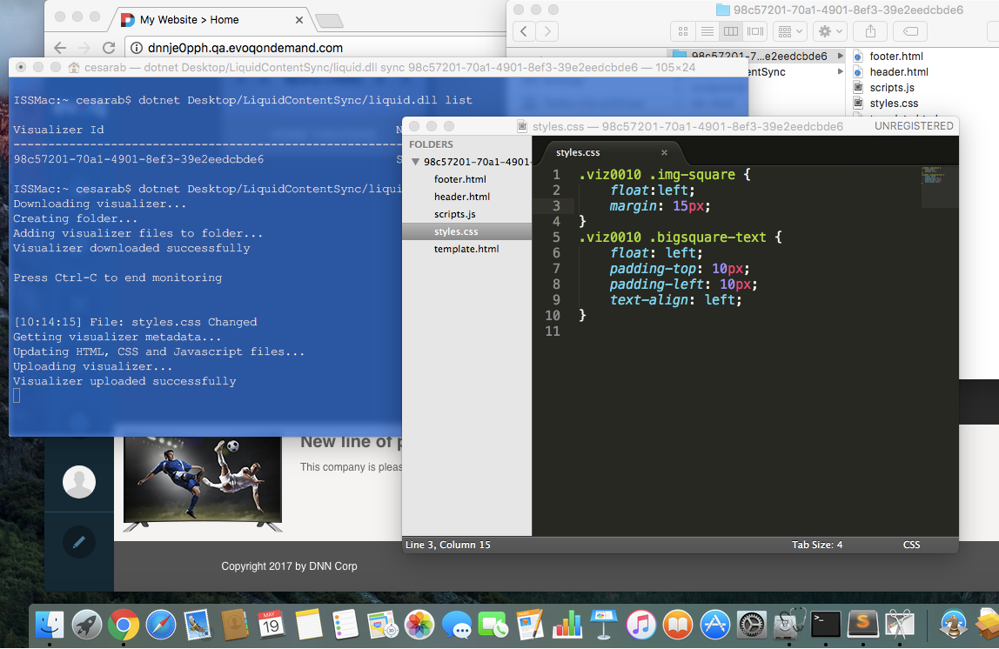 My Website > Home
dnnje0pph.qa.evoqondemand.com
98c57201-70a1-4901-8ef3-39e2eedcbde6
98c57201-7...e2eedcbde6
footer.html
header.html
scripts.js
styles.css
cesarab — dotnet Desktop/LiquidContentSync/liquid.dll sync 98c57201-70a1-4901-8ef3-39e2eedcbde6 — 105×24
ISSMac:~ cesarab$ dotnet Desktop/LiquidContentSync/liquid.dll list
Visualizer Id
--------------------------------------------------------
98c57201-70a1-4901-8ef3-39e2eedcbde6
ISSMac:~ cesarab$ dotnet Desktop/LiquidContentSync/liqui
Downloading visualizer...
Creating folder...
Adding visualizer files to folder...
Visualizer downloaded successfully
Press Ctrl-C to end monitoring
[10:14:15] File: styles.css Changed
Getting visualizer metadata...
Updating HTML, CSS and Javascript files...
Uploading visualizer...
Visualizer uploaded successfully
styles.css — 98c57201-70a1-4901-8ef3-39e2eedcbde6
UNREGISTERED
FOLDERS
98c57201-70a1-4901-
footer.html
header.html
scripts.js
styles.css
template.html
styles.css
1 .viz0010 .img-square {
2 float:left;
3 margin: 15px;
4 }
5 .viz0010 .bigsquare-text {
6 float: left;
7 padding-top: 10px;
8 padding-left: 10px;
9 text-align: left;
10 }
11
Line 3, Column 15
Tab Size: 4
CSS
New line of
This company is
Copyright 2017 by DNN Corp
MAY
19